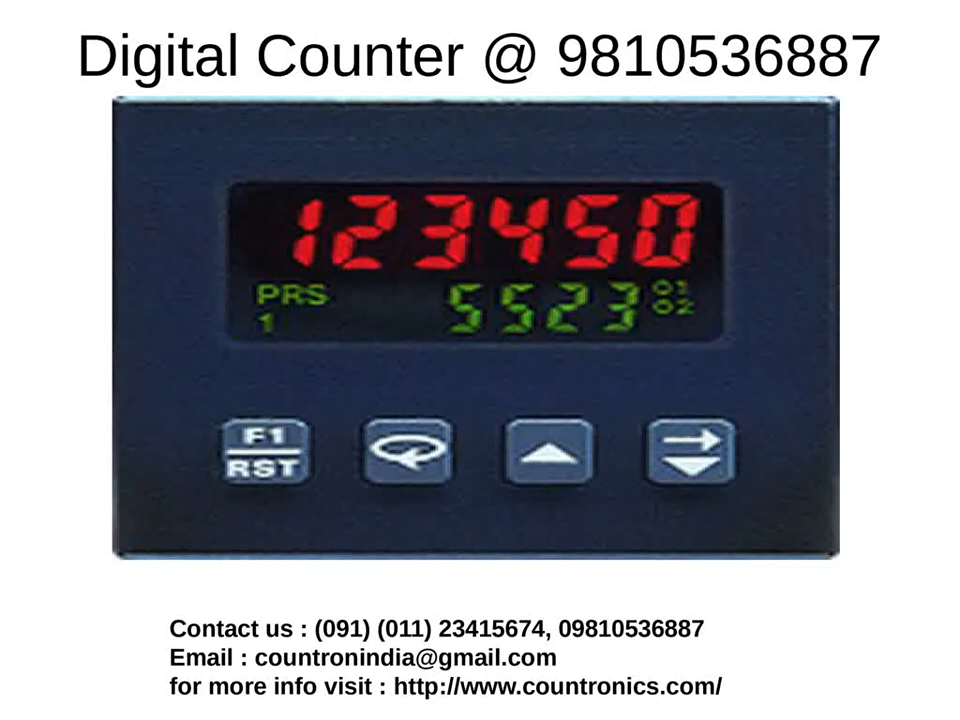 Digital Counter @ 9810536887
123450
PRS 5523 O1
1 O2
F1
RST
Contact us : (091) (011) 23415674, 09810536887
Email : countronindia@gmail.com
for more info visit : http://www.countronics.com/